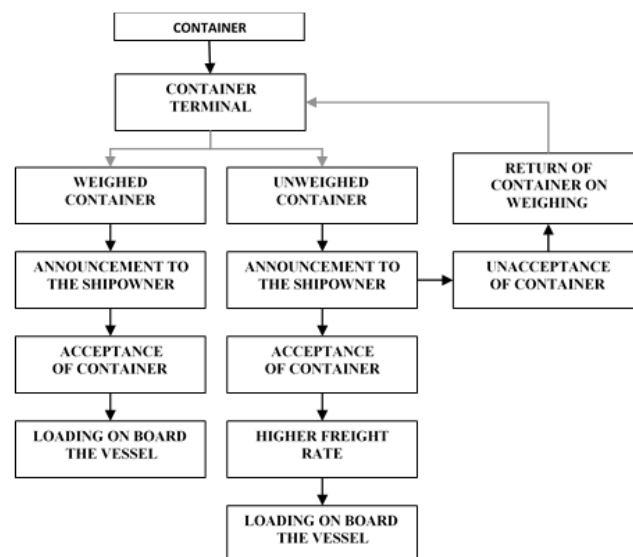 CONTAINER
CONTAINER
TERMINAL
WEIGHED
CONTAINER
UNWEIGHED
CONTAINER
RETURN OF
CONTAINER ON
WEIGHING
ANNOUNCEMENT TO
THE SHIPOWNER
ANNOUNCEMENT TO
THE SHIPOWNER
UNACCEPTANCE
OF CONTAINER
ACCEPTANCE
OF CONTAINER
ACCEPTANCE
OF CONTAINER
LOADING ON BOARD
THE VESSEL
HIGHER FREIGHT
RATE
LOADING ON BOARD
THE VESSEL